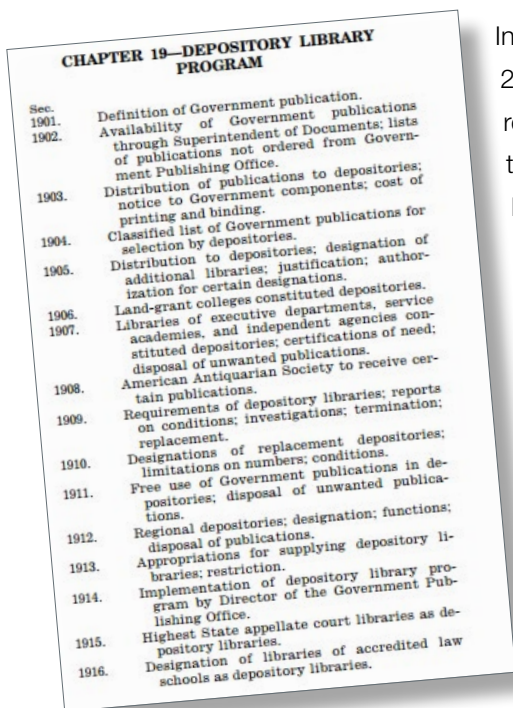 CHAPTER 19—DEPOSITORY LIBRARY
PROGRAM
Sec.
1901. Definition of Government publication.
1902. Availability of Government publications
through Superintendent of Documents; lists
of publications not ordered from Govern-
ment Publishing Office.
1903. Distribution of publications to depositories;
notice to Government components; cost of
printing and binding.
1904. Classified list of Government publications for
selection by depositories.
1905. Distribution to depositories; designation of
additional libraries; justification; author-
ization for certain designations.
1906. Land-grant colleges constituted depositories.
1907. Libraries of executive departments, service
academies, and independent agencies con-
stituted depositories; certifications of need;
disposal of unwanted publications.
1908. American Antiquarian Society to receive cer-
tain publications.
1909. Requirements of depository libraries; reports
on conditions; investigations; termination;
replacement.
1910. Designations of replacement depositories;
limitations on numbers; conditions.
1911. Free use of Government publications in de-
positories; disposal of unwanted publica-
tions.
1912. Regional depositories; designation; functions;
disposal of publications.
1913. Appropriations for supplying depository li-
braries; restriction.
1914. Implementation of depository library pro-
gram by Director of the Government Pub-
lishing Office.
1915. Highest State appellate court libraries as de-
pository libraries.
1916. Designation of libraries of accredited law
schools as depository libraries.
In
2